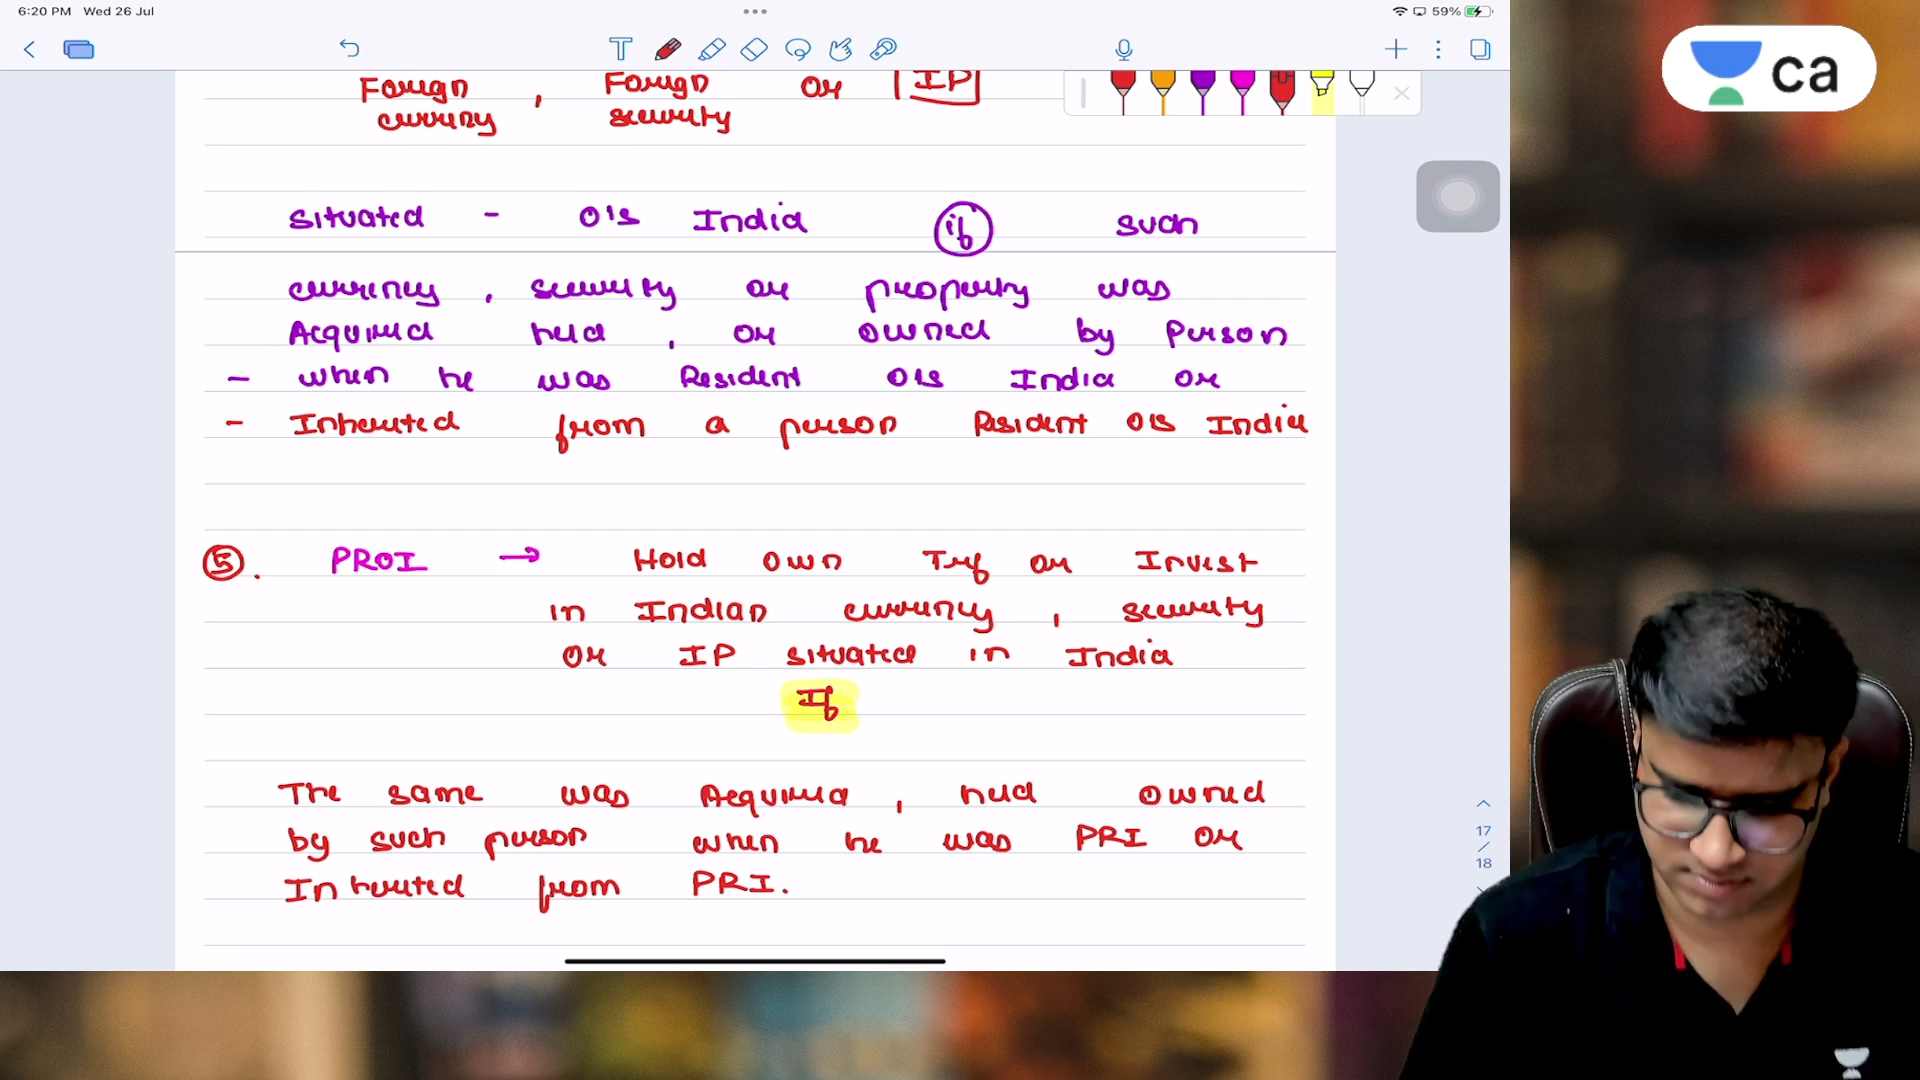 6:20 PM Wed 26 Jul
59%
ca
Foreign , Foreign or IP
currency security
situated - O's India if such
currency , security or property was
Acquired held , or owned by Person
- when he was Resident O's India or
- Inherited from a person Resident O's India
5. PROI → Hold own Trf or Invest
in Indian currency , security
or IP situated in India
If
The same was Acquired , held owned
by such person when he was PRI or
Inherited from PRI.
17
/
18